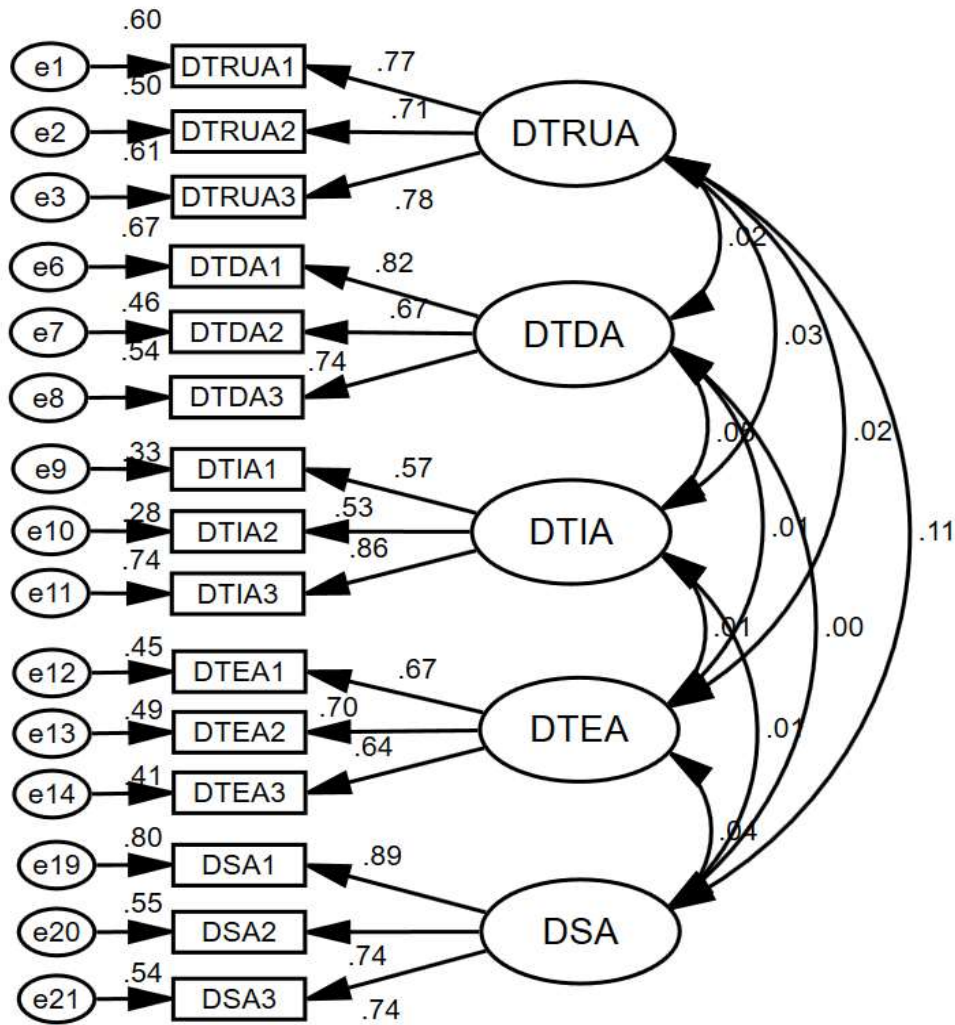 .60
e1 DTRUA1 .77
.50
e2 DTRUA2 .71 DTRUA
.61
e3 DTRUA3 .78
.67
e6 DTDA1 .82 .02
.46
e7 DTDA2 .67 DTDA .03
.54
e8 DTDA3 .74
.33
e9 DTIA1 .57 .05 .02
.28
e10 DTIA2 .53 DTIA .01 .11
.74
e11 DTIA3 .86
.45
e12 DTEA1 .67 .01 .00
.49
e13 DTEA2 .70 DTEA .01
.41
e14 DTEA3 .64
.80
e19 DSA1 .89 .04
.55
e20 DSA2 .74 DSA
.54
e21 DSA3 .74